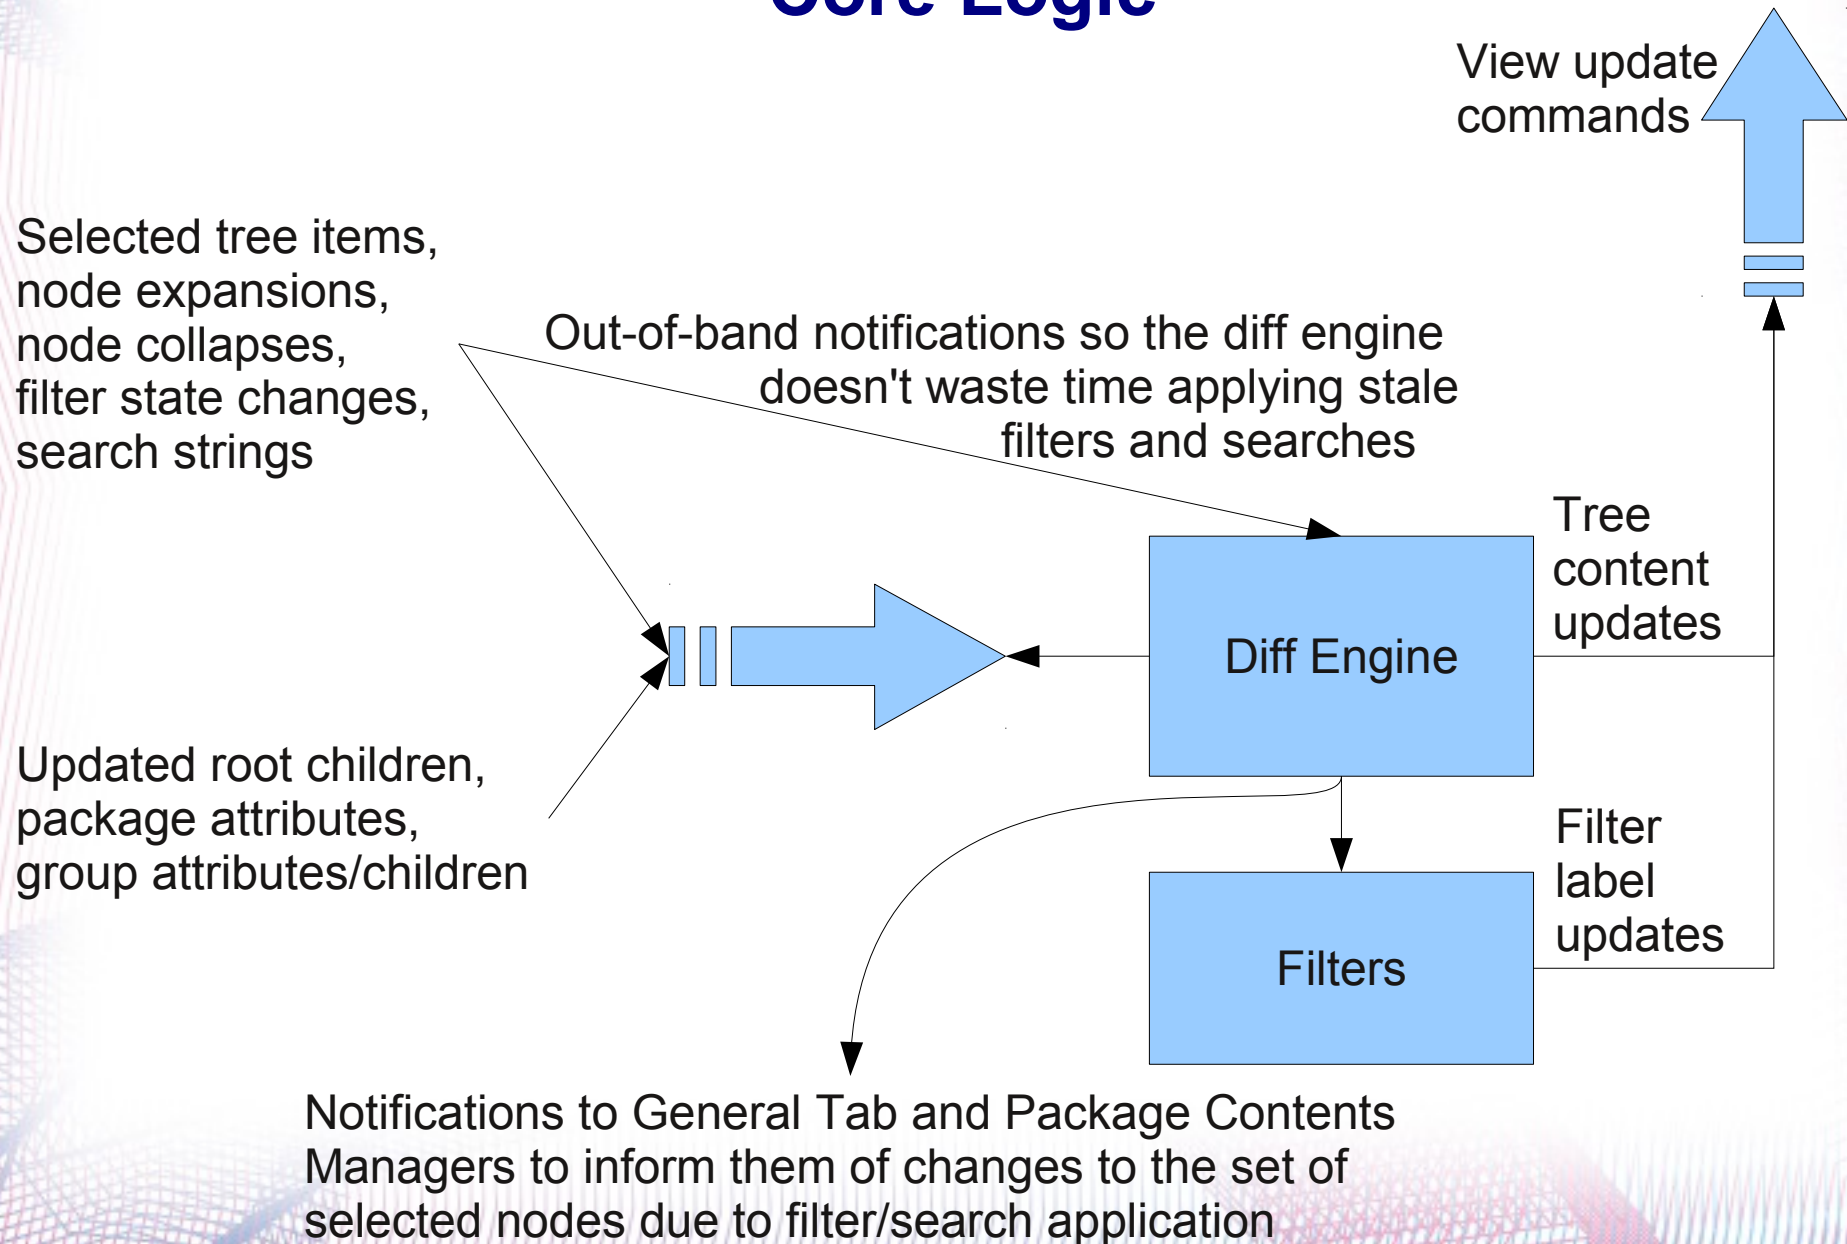 Core Logic
View update
commands
Selected tree items,
node expansions,
node collapses,
filter state changes,
search strings
Out-of-band notifications so the diff engine
doesn't waste time applying stale
filters and searches
Tree
content
updates
Diff Engine
Updated root children,
package attributes,
group attributes/children
Filter
label
updates
Filters
Notifications to General Tab and Package Contents
Managers to inform them of changes to the set of
selected nodes due to filter/search application